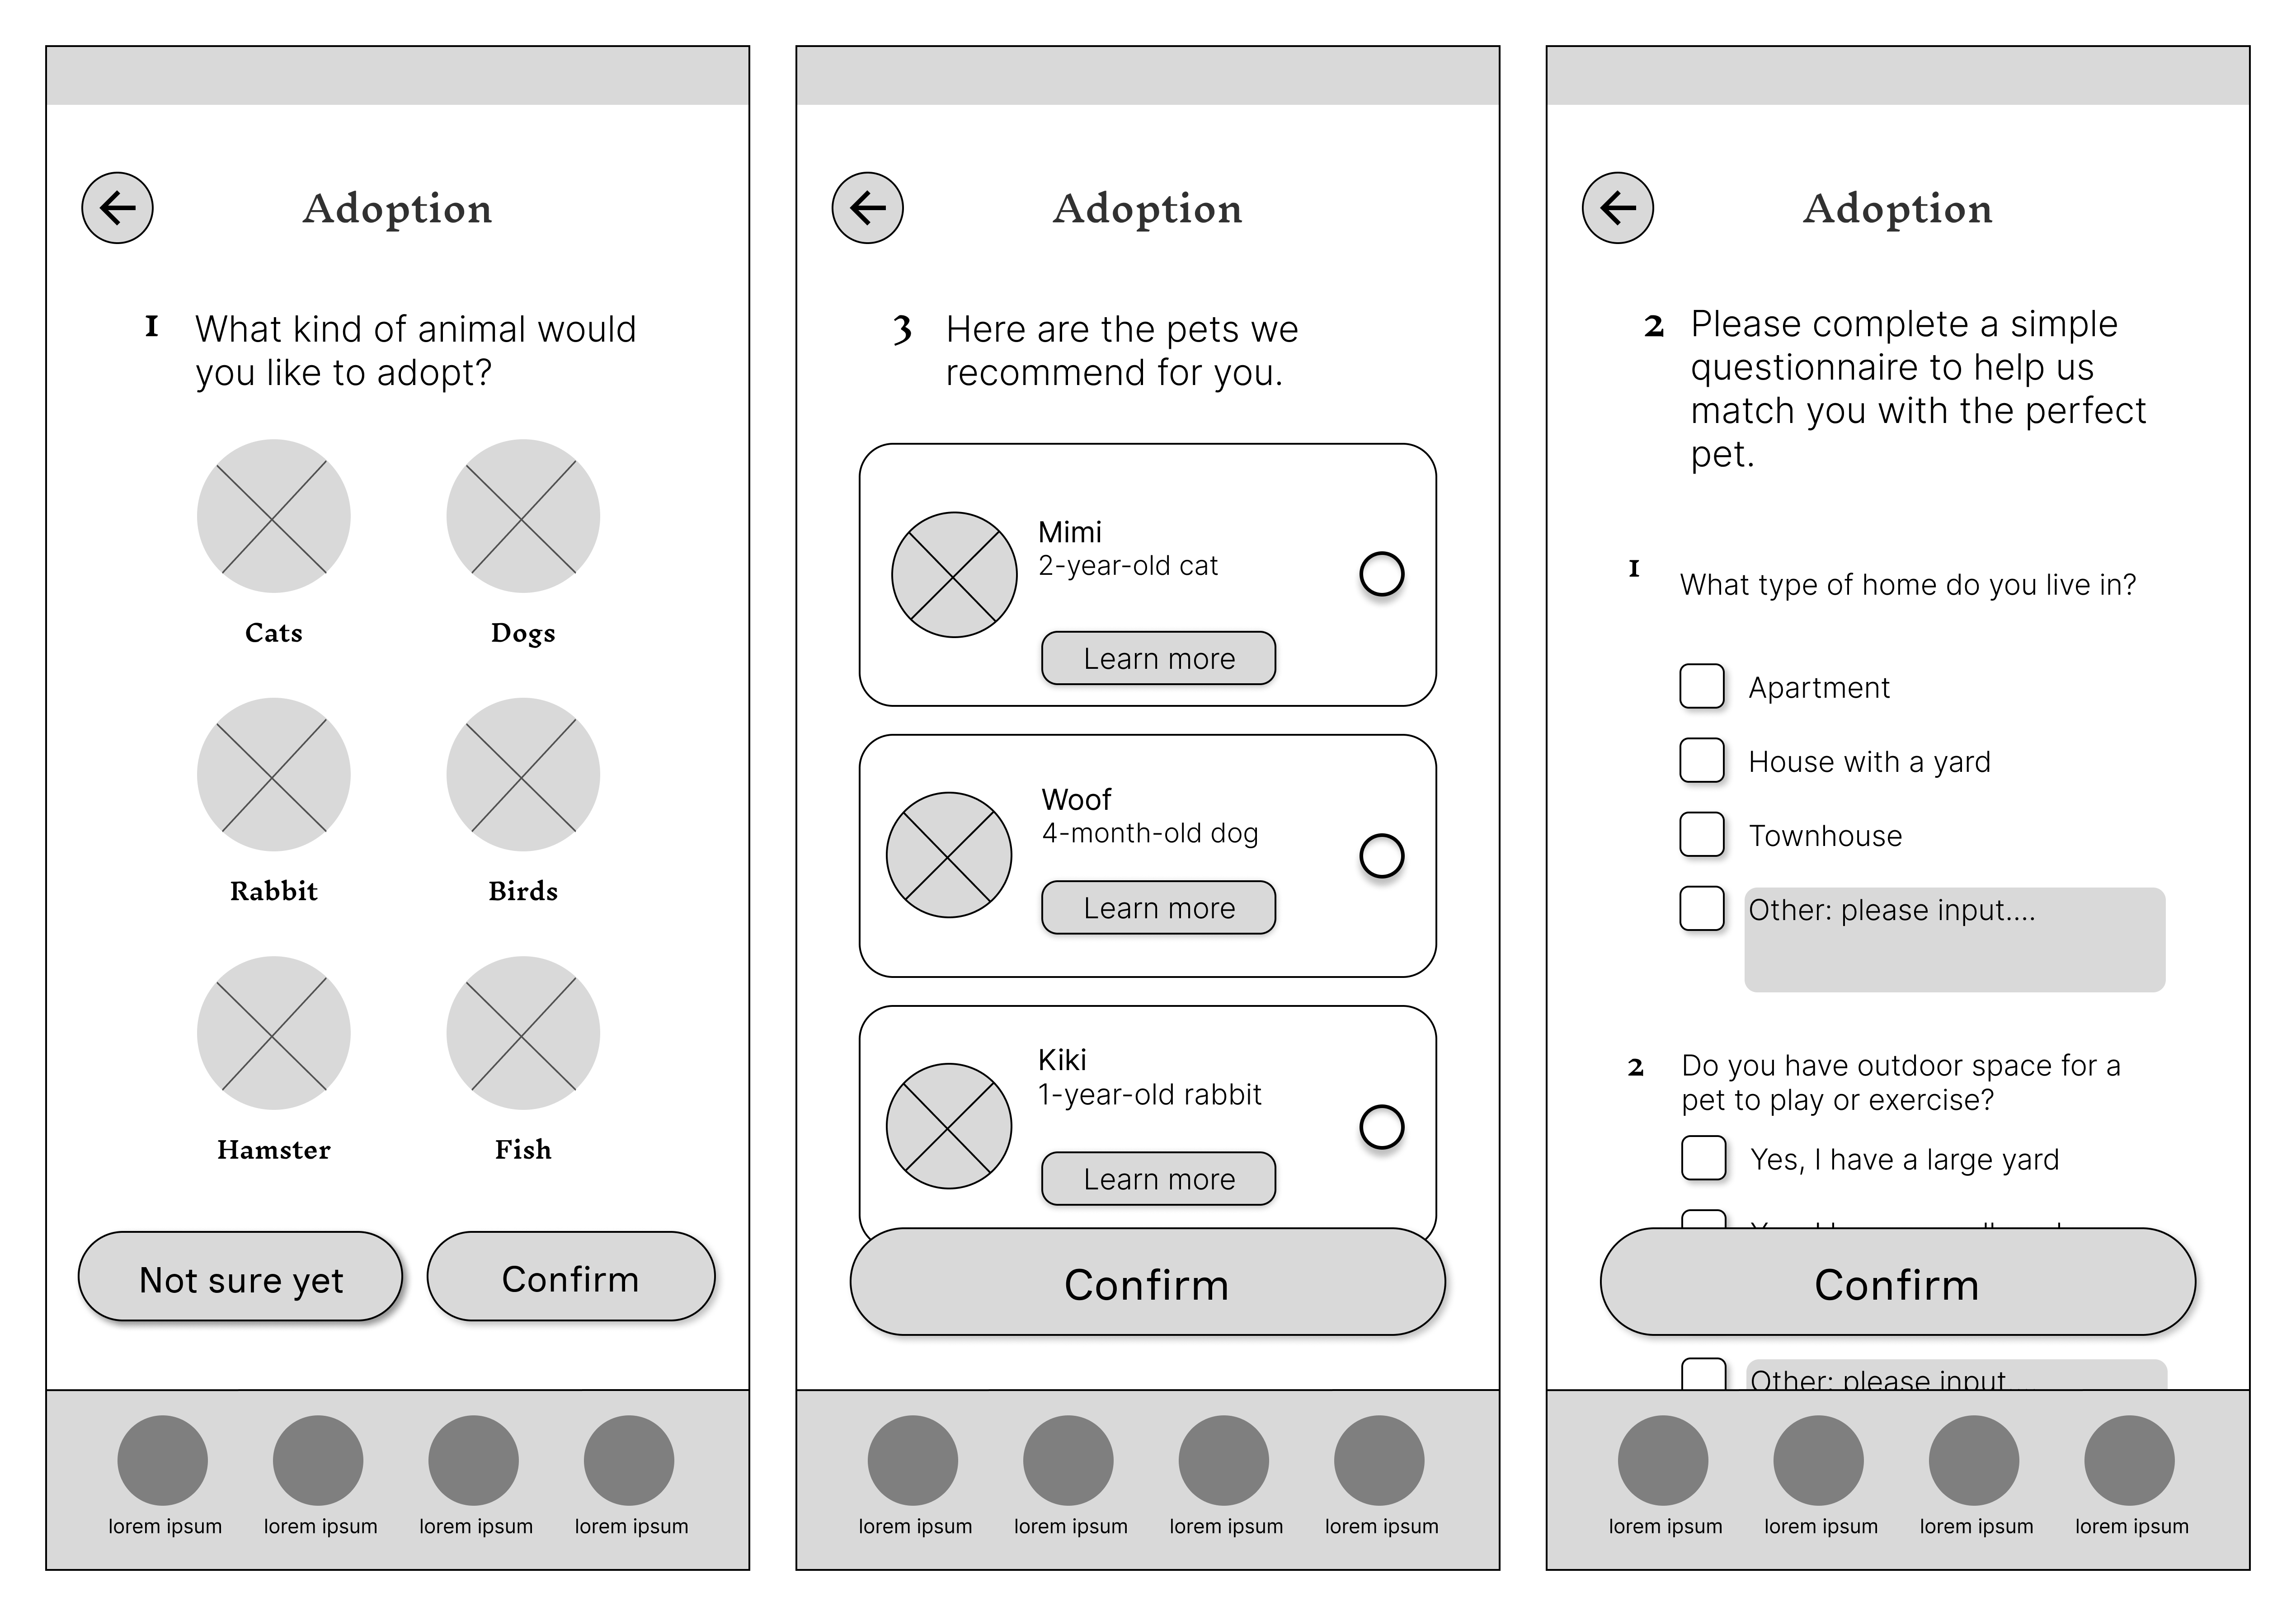 Adoption
1 What kind of animal would
you like to adopt?
Cats Dogs
Rabbit Birds
Hamster Fish
Not sure yet Confirm
lorem ipsum lorem ipsum lorem ipsum lorem ipsum
Adoption
3 Here are the pets we
recommend for you.
Mimi
2-year-old cat
Learn more
Woof
4-month-old dog
Learn more
Kiki
1-year-old rabbit
Learn more
Confirm
lorem ipsum lorem ipsum lorem ipsum lorem ipsum
Adoption
2 Please complete a simple
questionnaire to help us
match you with the perfect
pet.
1 What type of home do you live in?
Apartment
House with a yard
Townhouse
Other: please input....
2 Do you have outdoor space for a
pet to play or exercise?
Yes, I have a large yard
Confirm
Other: please input
lorem ipsum lorem ipsum lorem ipsum lorem ipsum